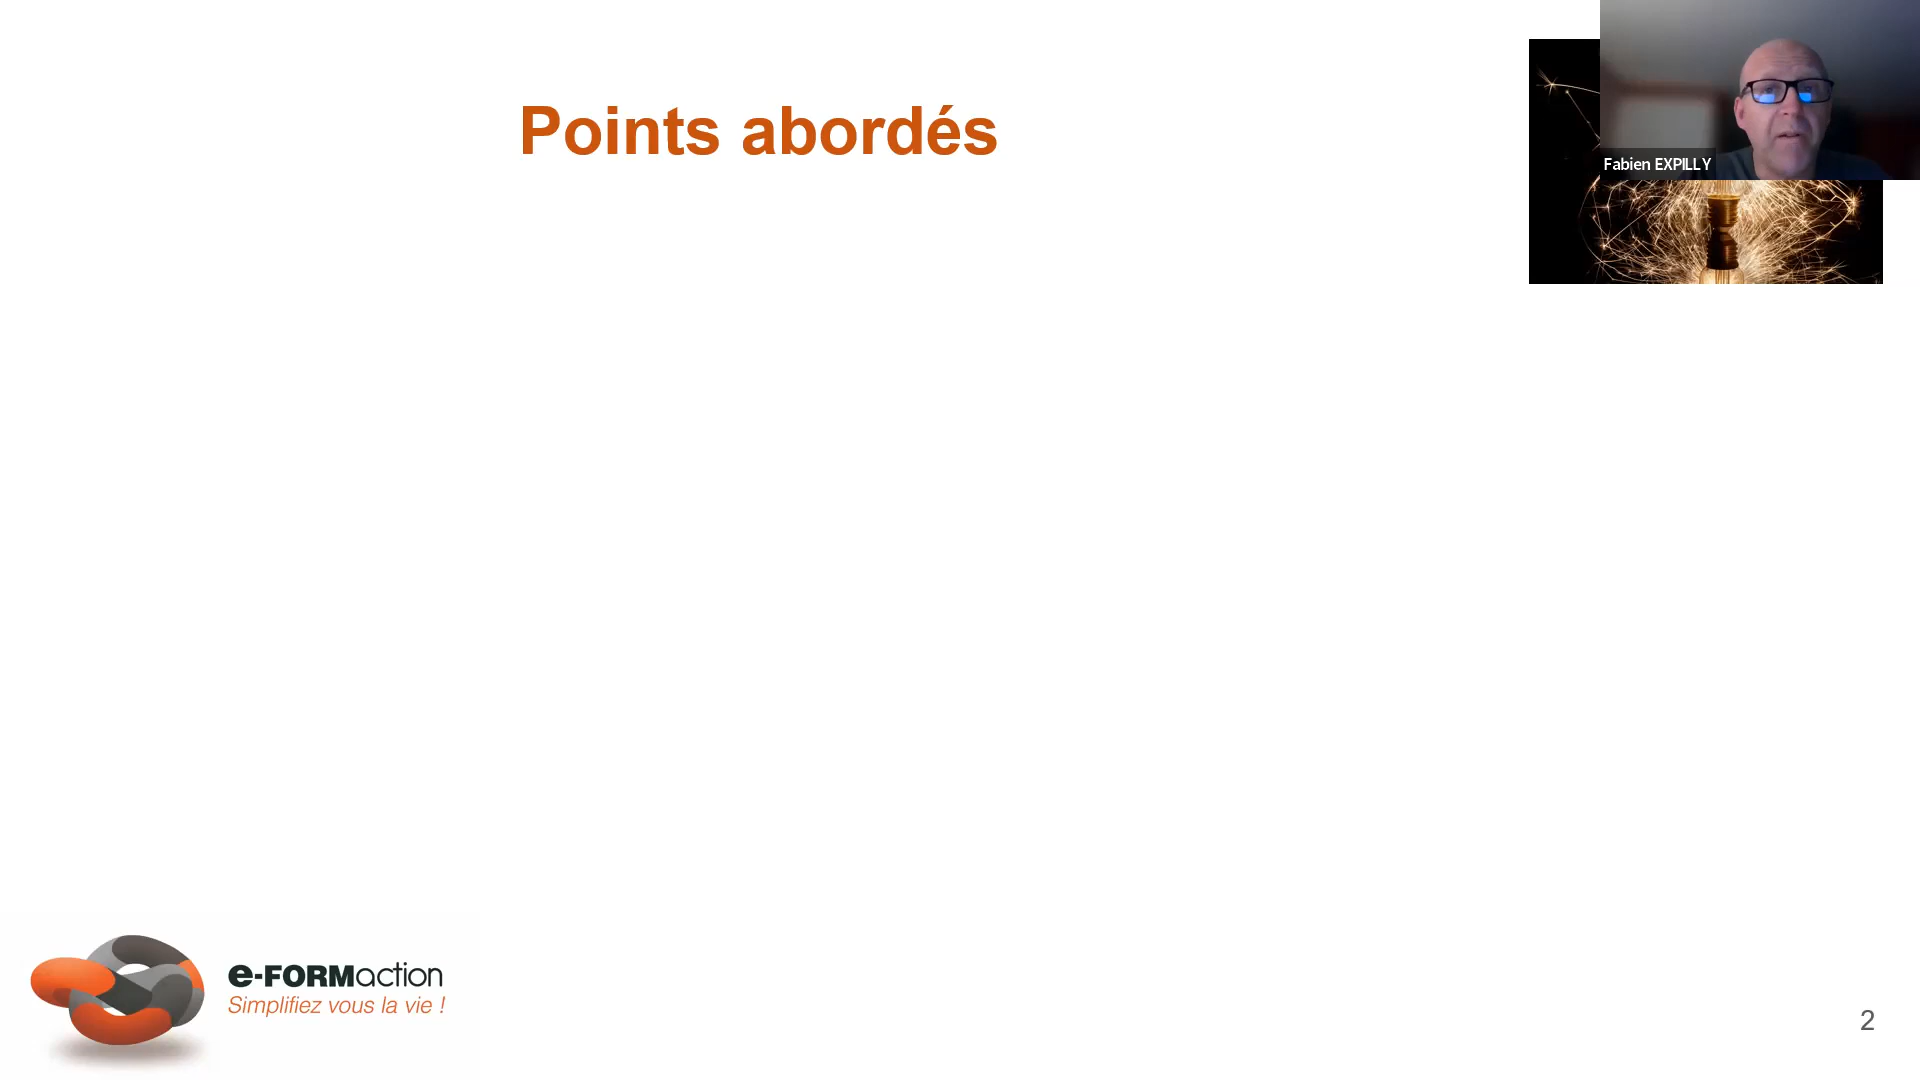 Points abordés
Fabien EXPILLY
e-FORMaction
Simplifiez vous la vie !
2